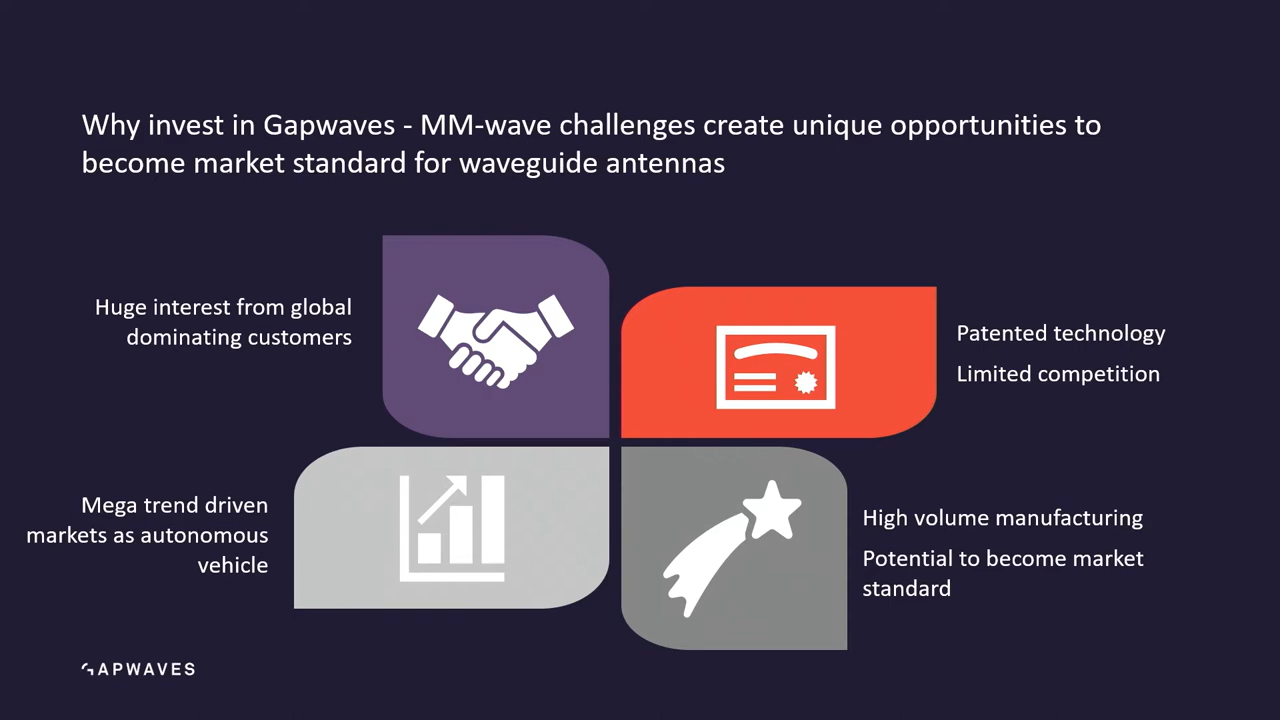 Why invest in Gapwaves - MM-wave challenges create unique opportunities to
become market standard for waveguide antennas
Huge interest from global
dominating customers
Patented technology
Limited competition
Mega trend driven
markets as autonomous
vehicle
High volume manufacturing
Potential to become market
standard
GAPWAVES